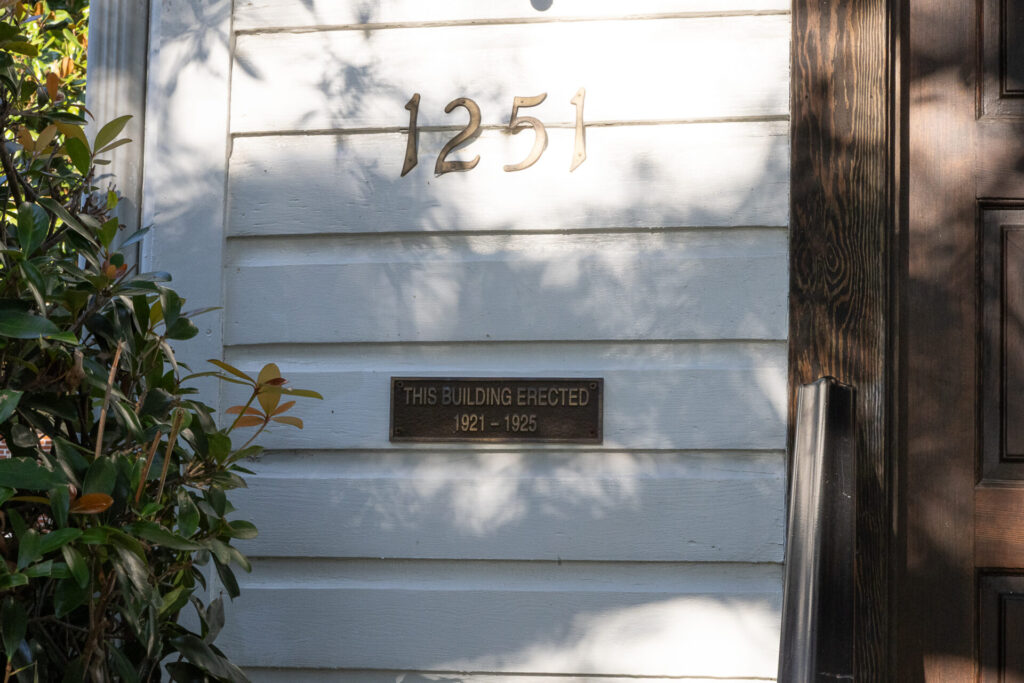 1251
THIS BUILDING ERECTED
1921 – 1925